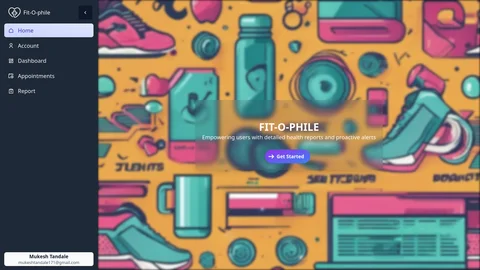 Fit-O-phile
Home
Account
Dashboard
Appointments
Report
FIT-O-PHILE
Empowering users with detailed health reports and proactive alerts
Get Started
Mukesh Tandale
mukeshtandale171@gmail.com